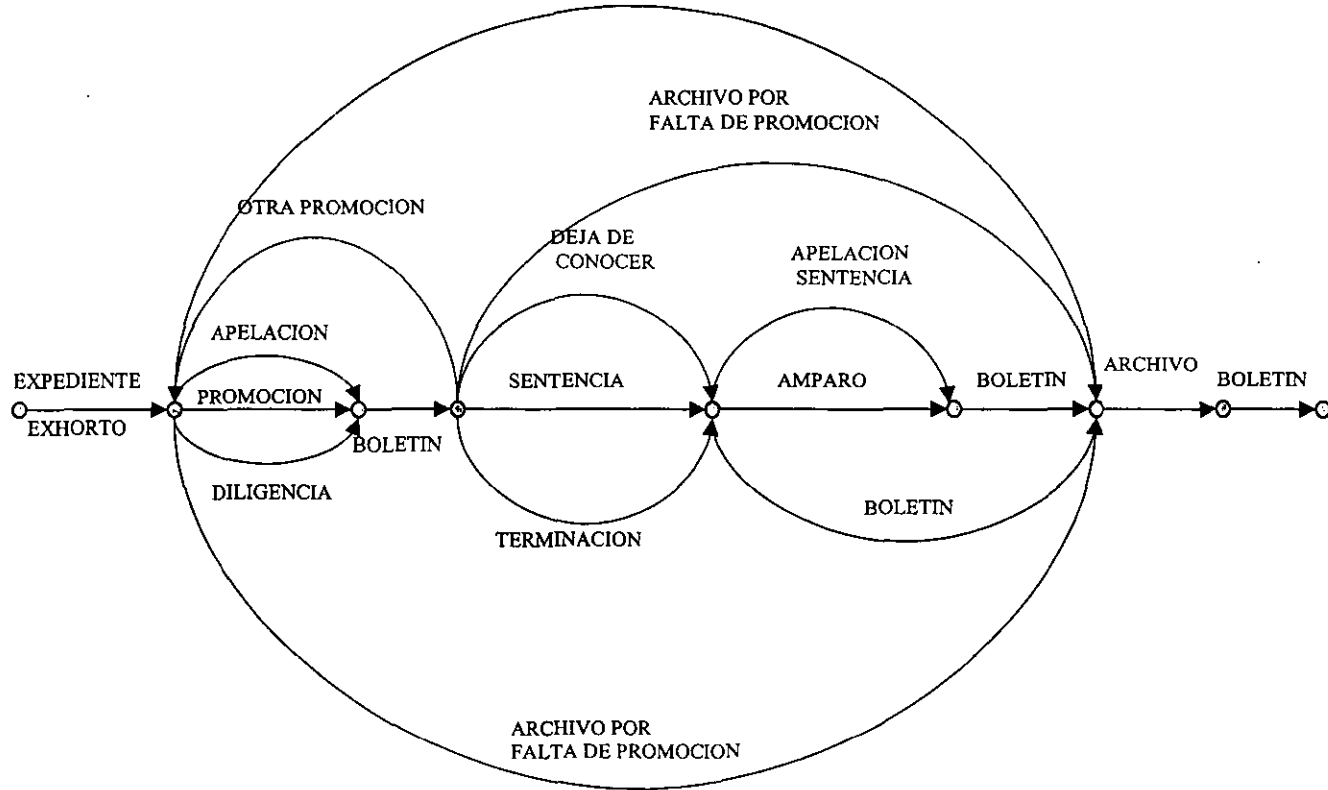 ARCHIVO POR
FALTA DE PROMOCION
OTRA PROMOCION
DEJA DE
CONOCER
APELACION
SENTENCIA
APELACION
EXPEDIENTE
PROMOCION
SENTENCIA
AMPARO
BOLETIN
ARCHIVO
BOLETIN
EXHORTO
BOLETIN
DILIGENCIA
BOLETIN
TERMINACION
ARCHIVO POR
FALTA DE PROMOCION